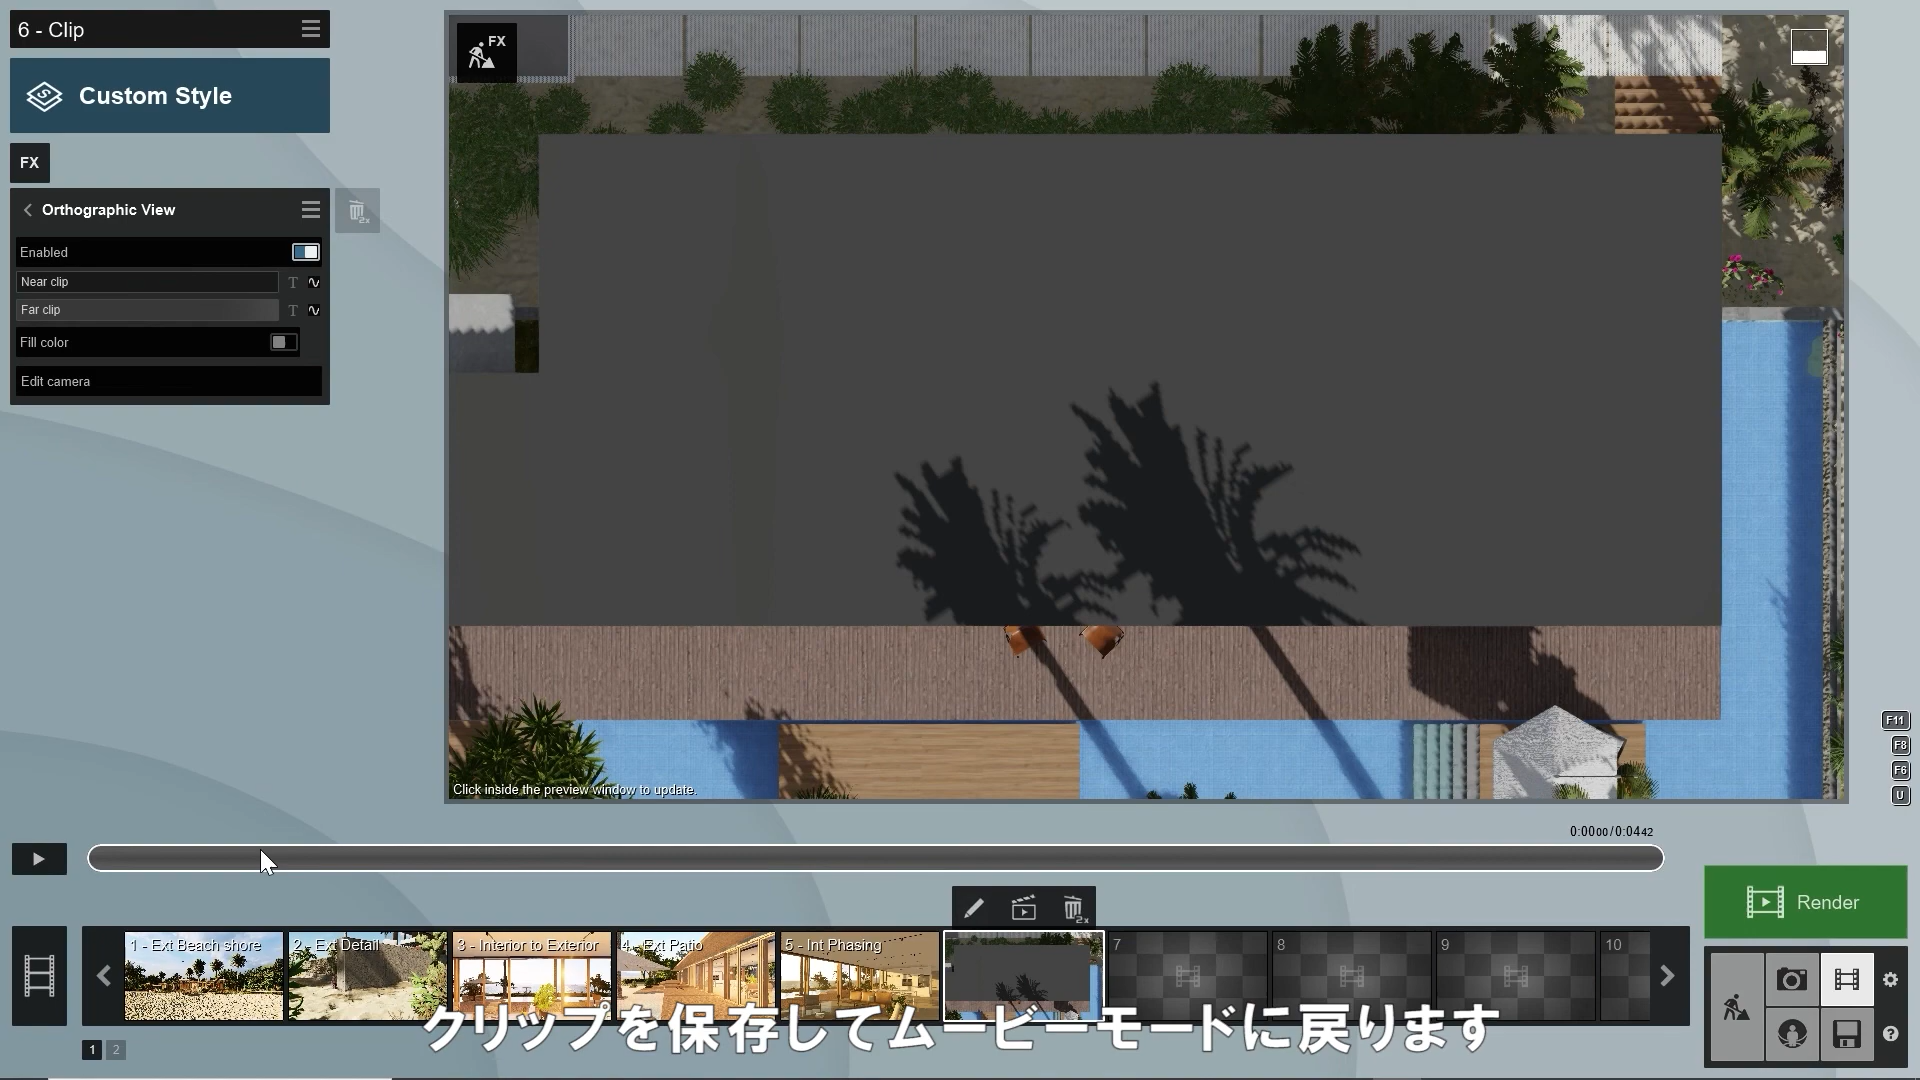 6 - Clip
Custom Style
FX
Orthographic View
Enabled
Near clip
T
Far clip
T
Fill color
Edit camera
2x
FX
Click inside the preview window to update.
F11
F8
F6
U
0:0000/0:0442
Render
2x
1 - Ext Beach shore
2 - Ext Detail
3 - Interior to Exterior
4 - Ext Patio
5 - Int Phasing
7
8
9
10
クリップを保存してムービーモードに戻ります
1
2
?